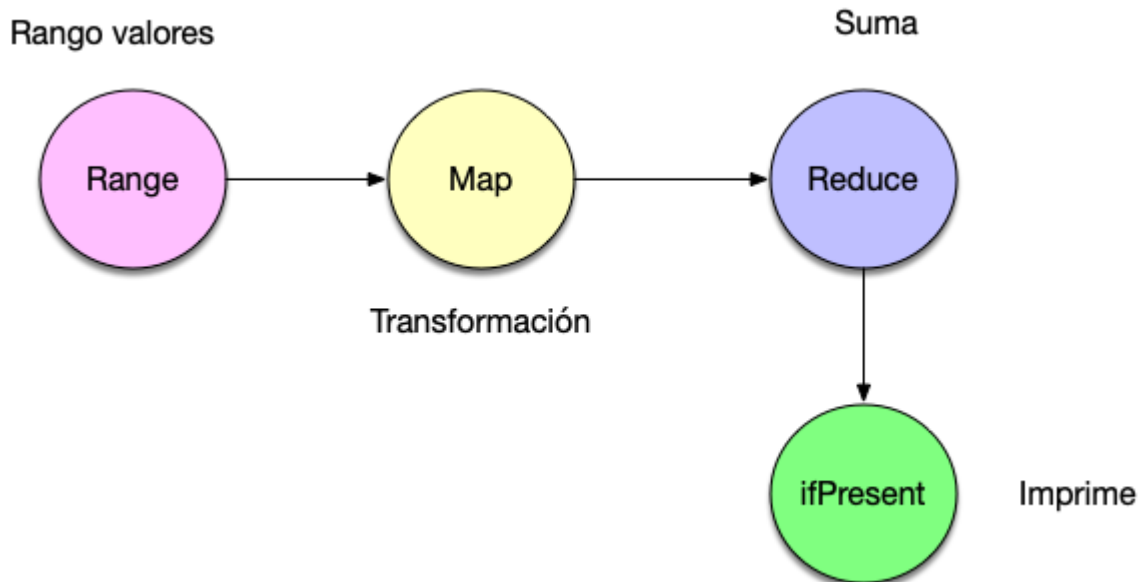 Rango valores
Suma
Range
Map
Reduce
Transformación
ifPresent
Imprime